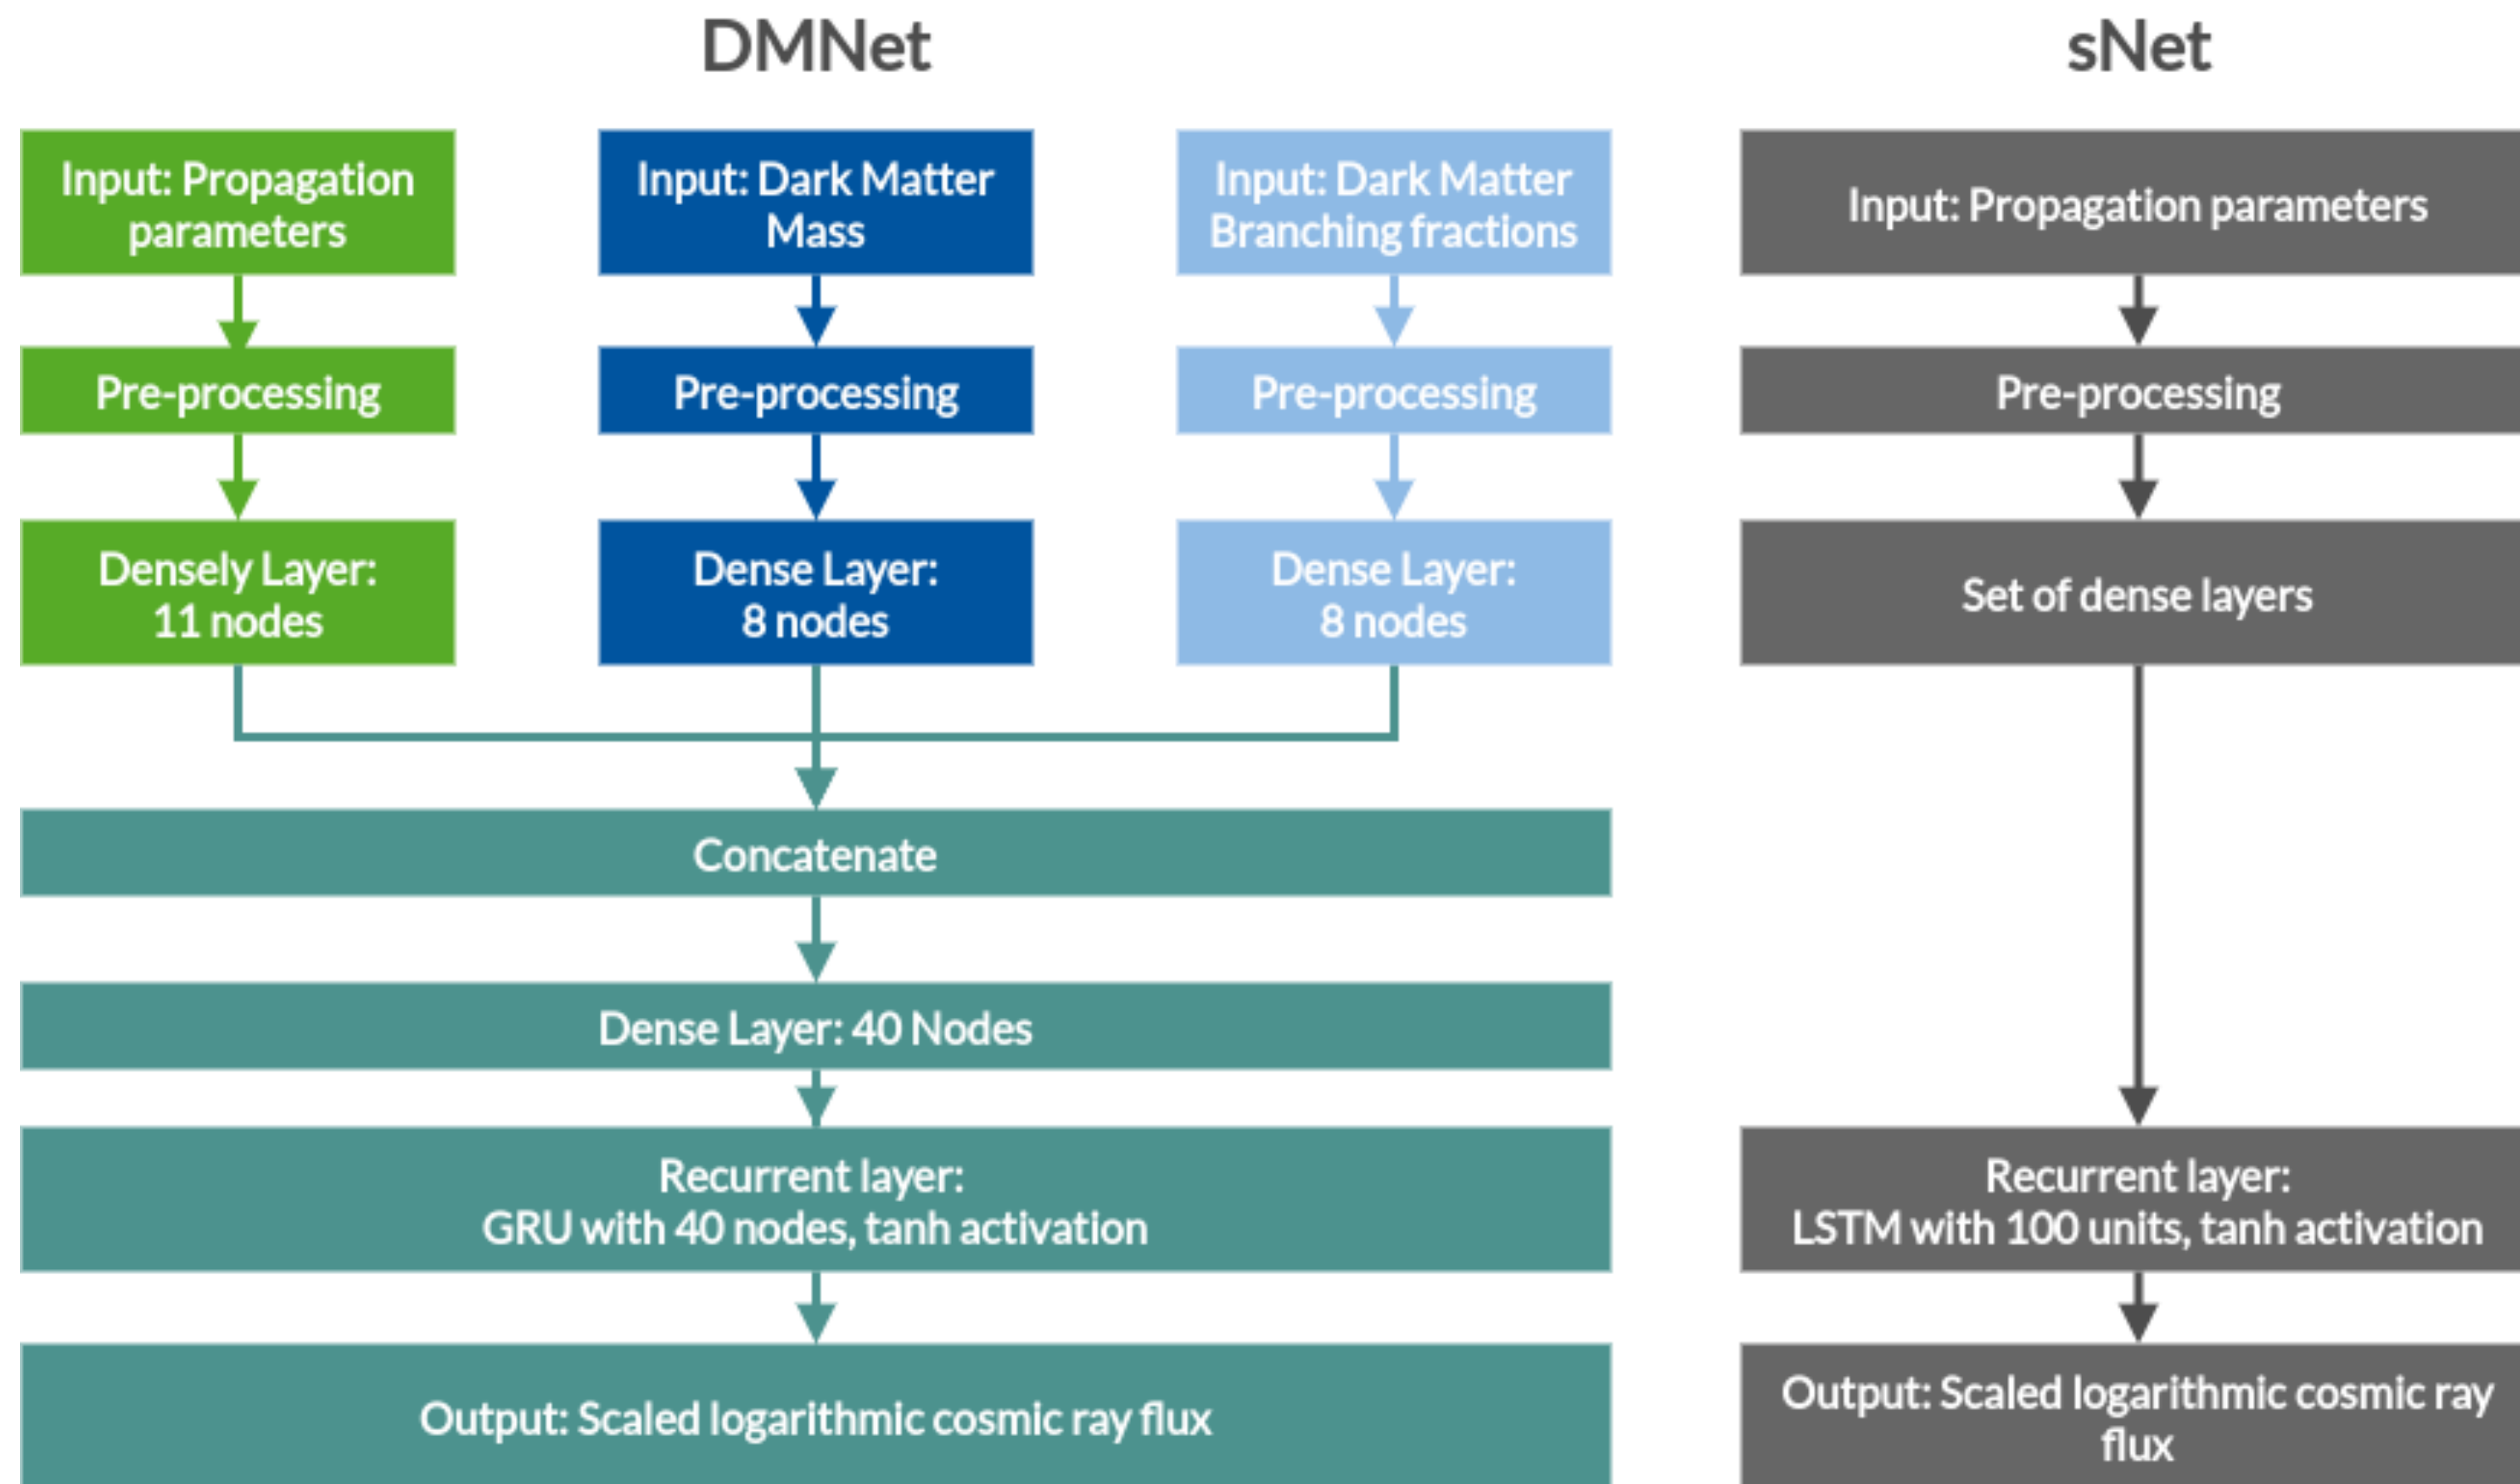 DMNet
Input: Propagation
parameters
Input: Dark Matter
Mass
Input: Dark Matter
Branching fractions
Pre-processing
Pre-processing
Pre-processing
Densely Layer:
11 nodes
Dense Layer:
8 nodes
Dense Layer:
8 nodes
Concatenate
Dense Layer: 40 Nodes
Recurrent layer:
GRU with 40 nodes, tanh activation
Output: Scaled logarithmic cosmic ray flux
sNet
Input: Propagation parameters
Pre-processing
Set of dense layers
Recurrent layer:
LSTM with 100 units, tanh activation
Output: Scaled logarithmic cosmic ray
flux